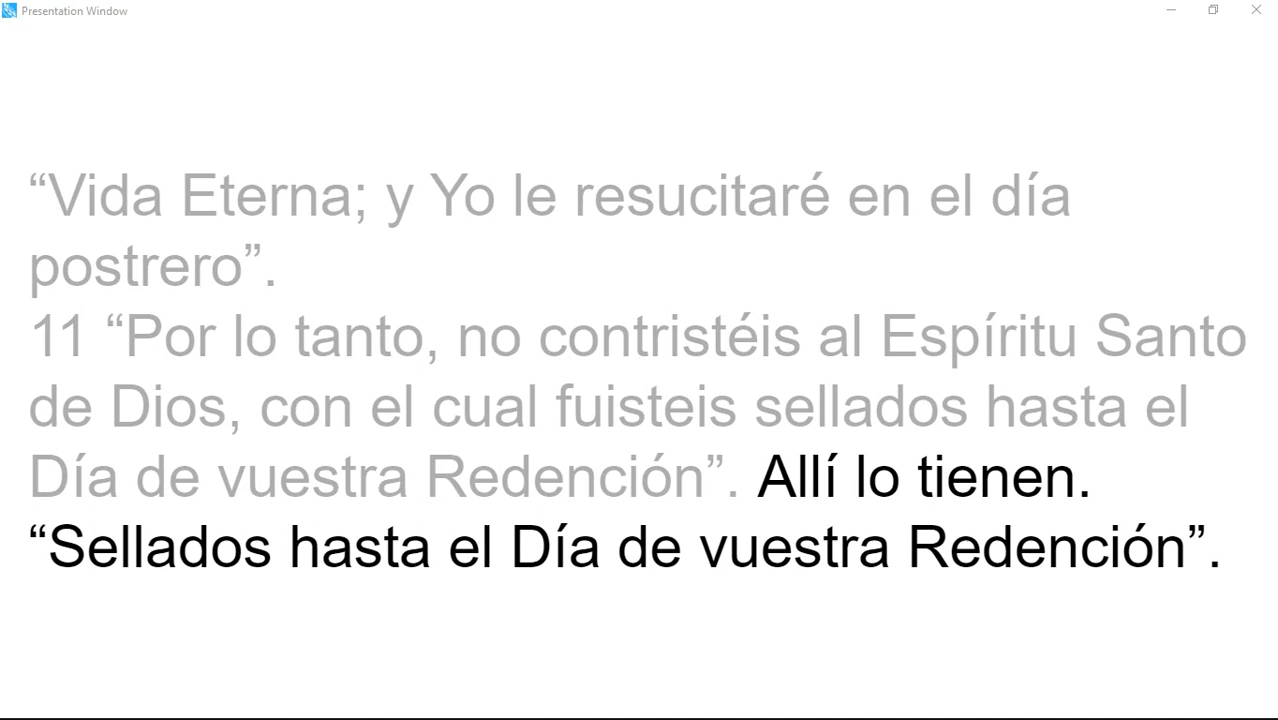 Presentation Window
“Vida Eterna; y Yo le resucitaré en el día
postrero”.
11 “Por lo tanto, no contristéis al Espíritu Santo
de Dios, con el cual fuisteis sellados hasta el
Día de vuestra Redención”. Allí lo tienen.
“Sellados hasta el Día de vuestra Redención”.